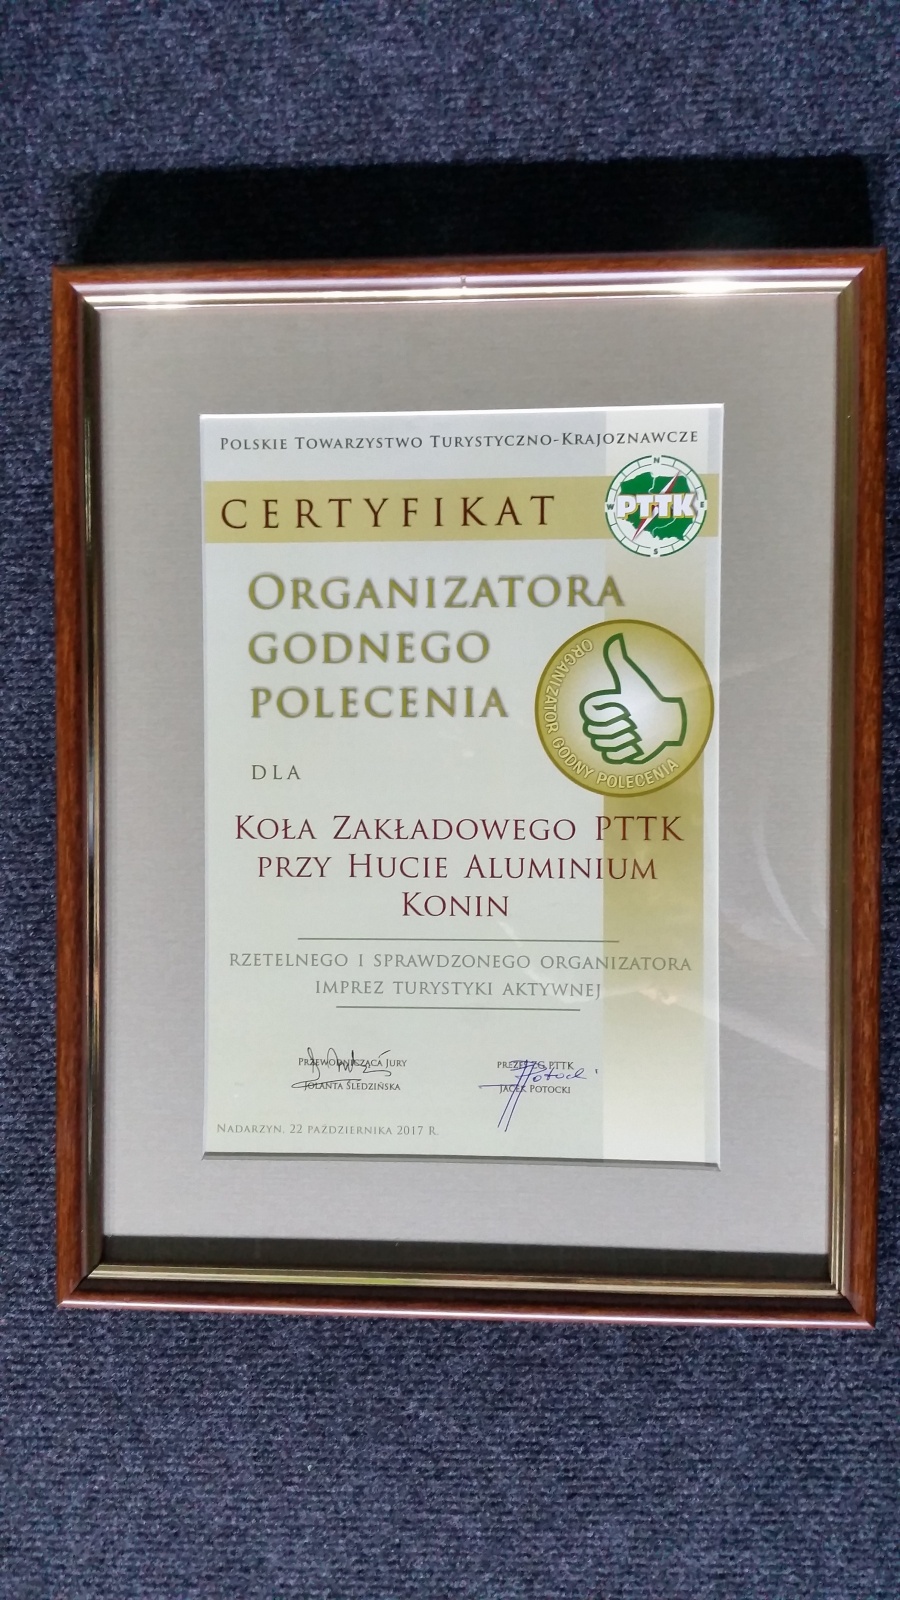 Polskie Towarzystwo Turystyczno-Krajoznawcze
CERTYFIKAT
N
W PTTK E
S
Organizatora
godnego
polecenia
ORGANIZATOR GODNY POLECENIA
DLA
Koła Zakładowego PTTK
przy Hucie Aluminium
Konin
rzetelnego i sprawdzonego organizatora
imprez turystyki aktywnej
Przewodnicząca Jury
Jolanta Śledzińska
Prezes ZG PTTK
Jacek Potocki
Nadarzyn, 22 października 2017 r.